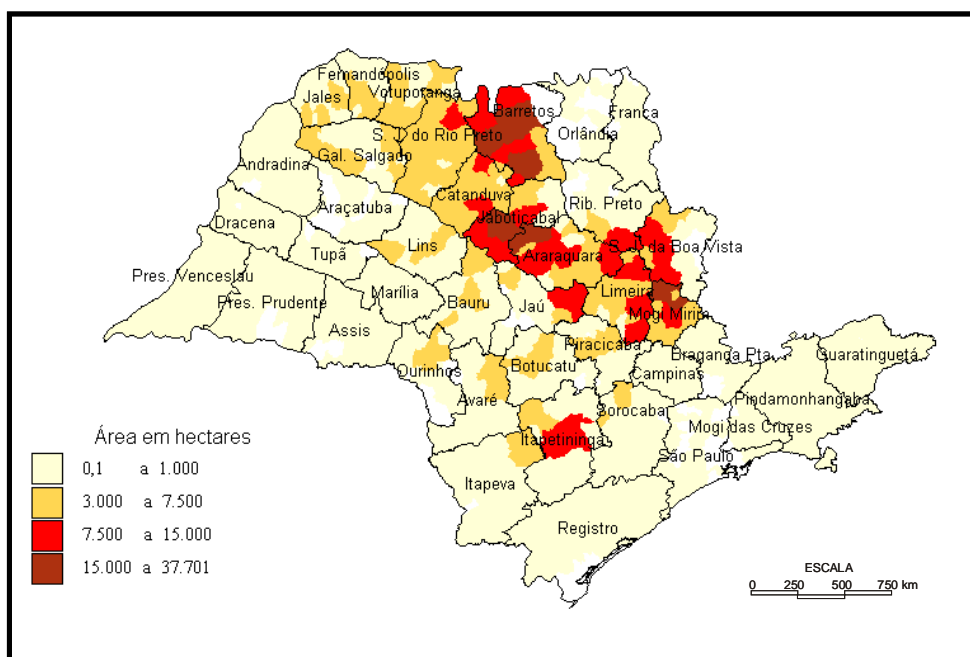 Fernandópolis
Jales
Votuporanga
Barretos
Franca
Orlândia
S. J. do Rio Preto
Gal. Salgado
Andradina
Catanduva
Araçatuba
Rib. Preto
Dracena
Jaboticabal
Lins
S. J. da Boa Vista
Tupã
Araraquara
Pres. Venceslau
Marília
Limeira
Pres. Prudente
Bauru
Jaú
Mogi Mirim
Assis
Piracicaba
Braganda Pta.
Guaratinguetá
Ourinhos
Botucatu
Campinas
Avaré
Sorocaba
Pindamonhangaba
Mogi das Cruzes
Itapetininga
São Paulo
Itapeva
Registro
Área em hectares
0,1 a 1.000
3.000 a 7.500
7.500 a 15.000
15.000 a 37.701
ESCALA
0 250 500 750 km